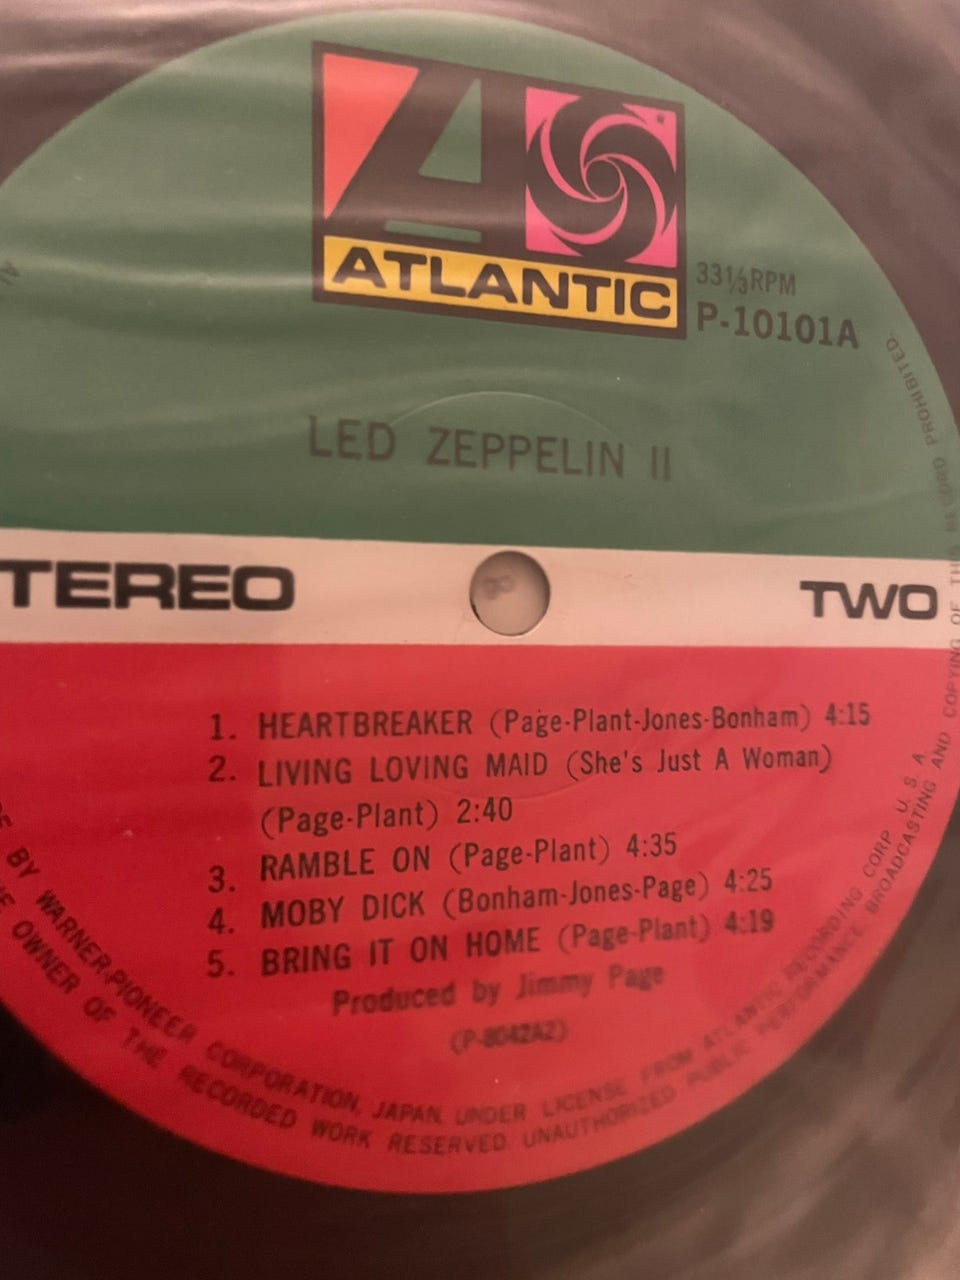 ATLANTIC
33⅓RPM
P-10101A
LED ZEPPELIN II
TEREO
TWO
1. HEARTBREAKER (Page-Plant-Jones-Bonham) 4:15
2. LIVING LOVING MAID (She's Just A Woman)
(Page-Plant) 2:40
3. RAMBLE ON (Page-Plant) 4:35
4. MOBY DICK (Bonham-Jones-Page) 4:25
5. BRING IT ON HOME (Page-Plant) 4:19
Produced by Jimmy Page
(P-8042A2)
BY WARNER-PIONEER CORPORATION, JAPAN, UNDER LICENSE FROM ATLANTIC RECORDING CORP. U.S.A.
OWNER OF THE RECORDED WORK RESERVED. UNAUTHORIZED PUBLIC PERFORMANCE BROADCASTING AND COPYING OF THIS RECORD PROHIBITED.